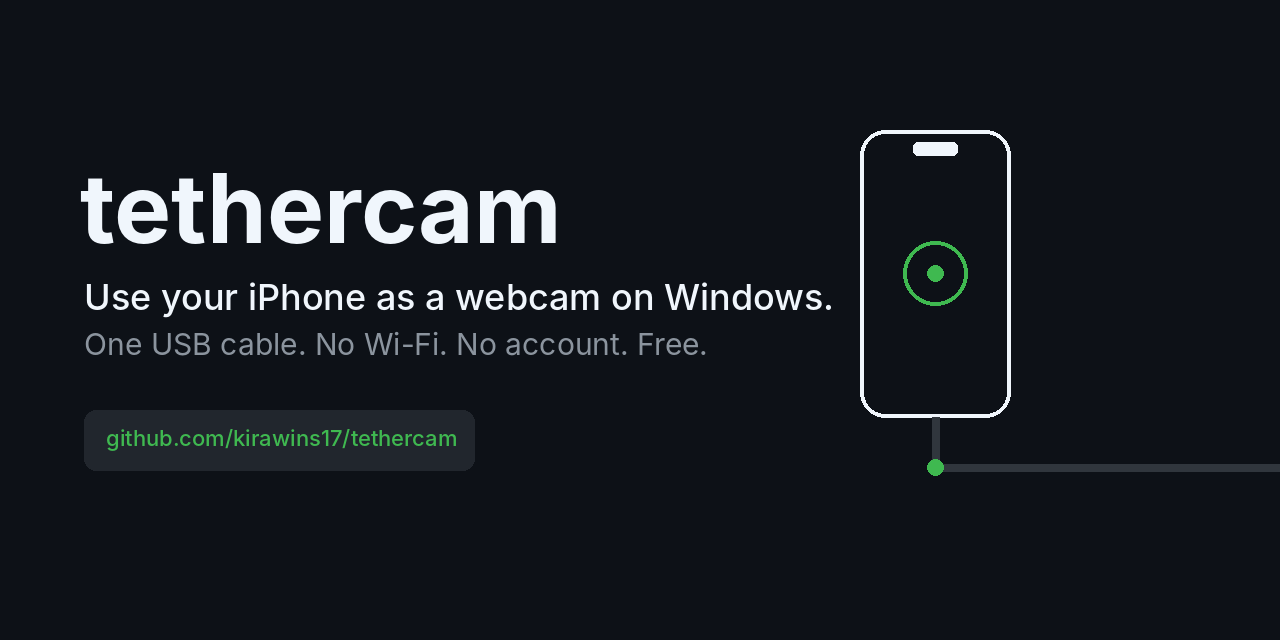 tethercam
Use your iPhone as a webcam on Windows.
One USB cable. No Wi-Fi. No account. Free.
github.com/kirawins17/tethercam